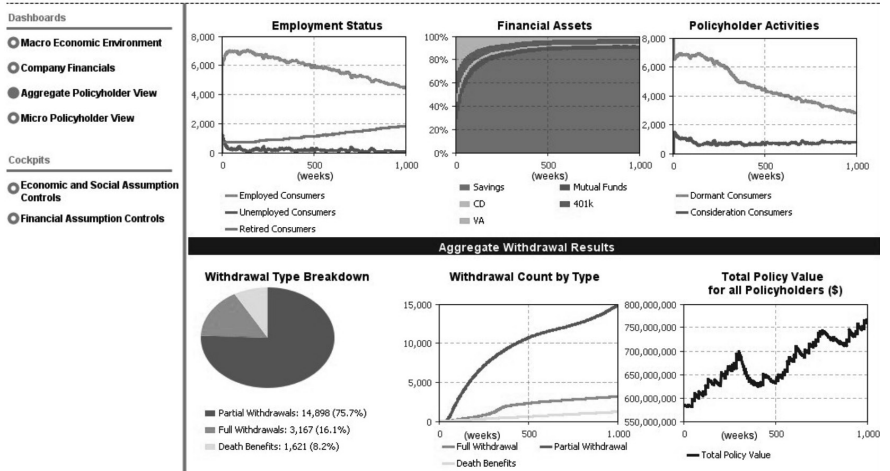 Dashboards
Macro Economic Environment
Company Financials
Aggregate Policyholder View
Micro Policyholder View
Cockpits
Economic and Social Assumption
Controls
Financial Assumption Controls
Employment Status
8,000
6,000
4,000
2,000
0
500
1,000
(weeks)
Employed Consumers
Unemployed Consumers
Retired Consumers
Financial Assets
100%
80%
60%
40%
20%
0%
500
1,000
(weeks)
Savings
Mutual Funds
CD
401k
VA
Policyholder Activities
8,000
6,000
4,000
2,000
0
500
1,000
(weeks)
Dormant Consumers
Consideration Consumers
Aggregate Withdrawal Results
Withdrawal Type Breakdown
Partial Withdrawals: 14,898 (75.7%)
Full Withdrawals: 3,167 (16.1%)
Death Benefits: 1,621 (8.2%)
Withdrawal Count by Type
15,000
10,000
5,000
0
500
1,000
(weeks)
Full Withdrawal
Partial Withdrawal
Death Benefits
Total Policy Value
for all Policyholders ($)
800,000,000
750,000,000
700,000,000
650,000,000
600,000,000
550,000,000
500
1,000
(weeks)
Total Policy Value